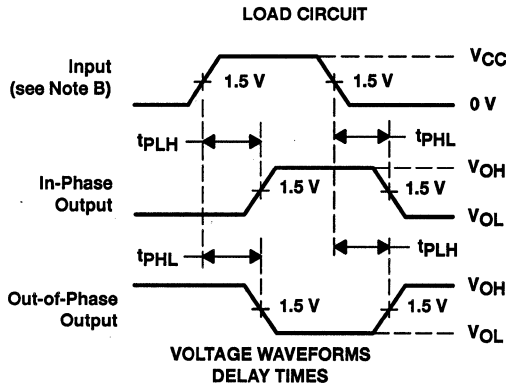 LOAD CIRCUIT
Input
(see Note B)
1.5 V
1.5 V
VCC
0 V
tPLH
tPHL
In-Phase
Output
1.5 V
1.5 V
VOH
VOL
tPHL
tPLH
Out-of-Phase
Output
1.5 V
1.5 V
VOH
VOL
VOLTAGE WAVEFORMS
DELAY TIMES